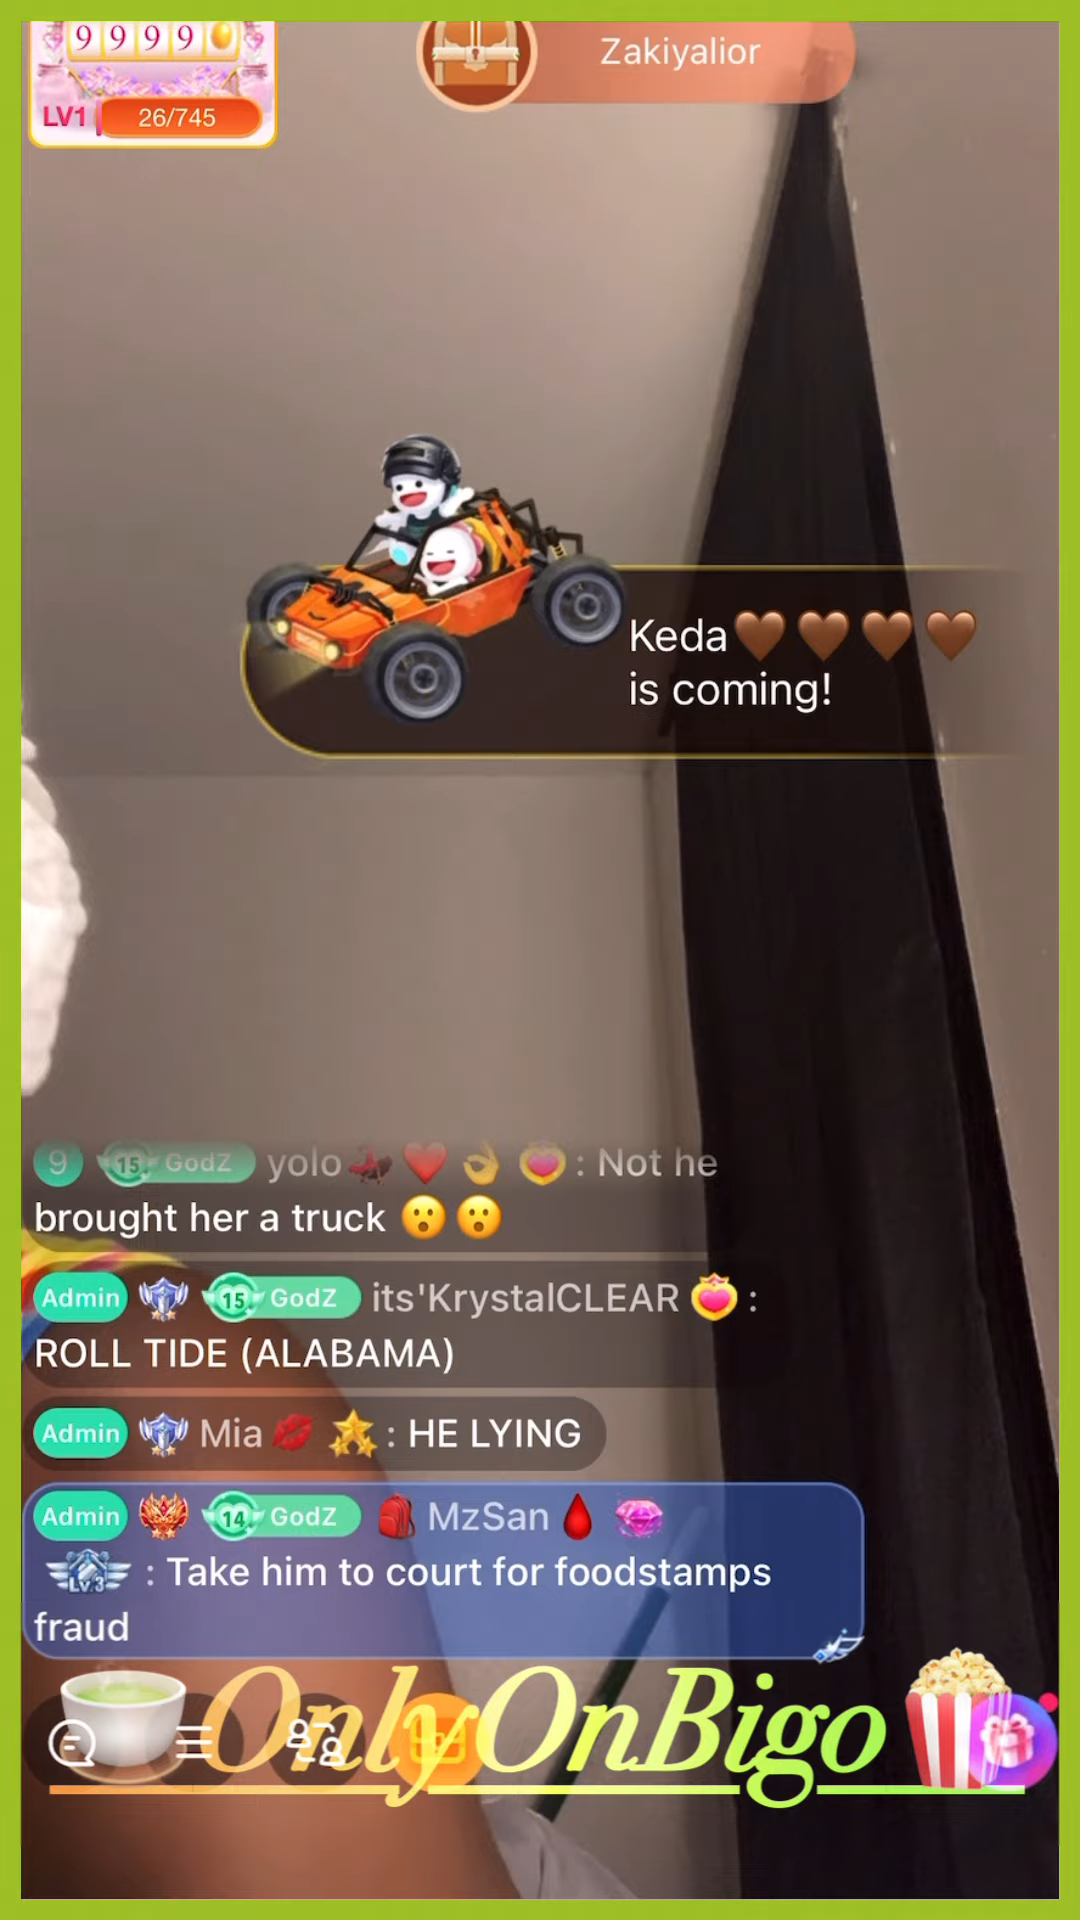 9999
LV1 26/745
Zakiyalior
Keda🤎🤎🤎🤎
is coming!
9 15 GodZ yolo💃❤️👌 : Not he
brought her a truck 😮😮
Admin 15 GodZ its'KrystalCLEAR :
ROLL TIDE (ALABAMA)
Admin Mia💋 : HE LYING
Admin 14 GodZ 🎒 MzSan🩸
Lv.3 : Take him to court for foodstamps
fraud
OnlyOnBigo